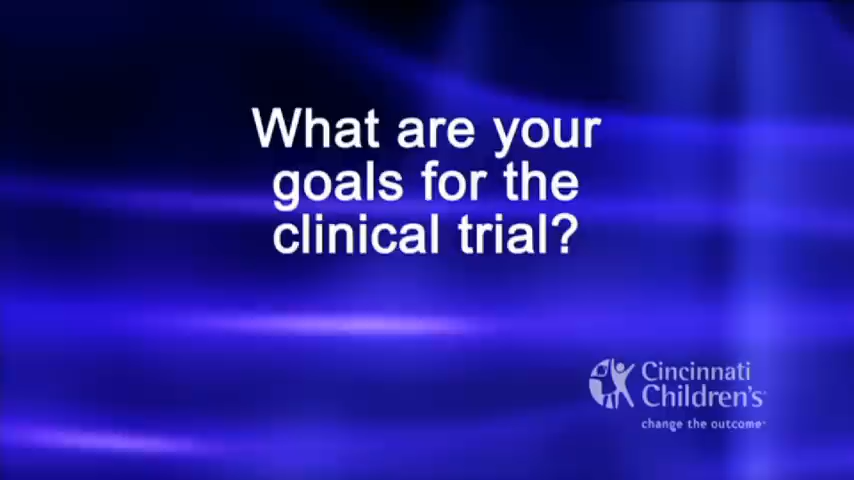 What are your
goals for the
clinical trial?
Cincinnati
Children's
change the outcome